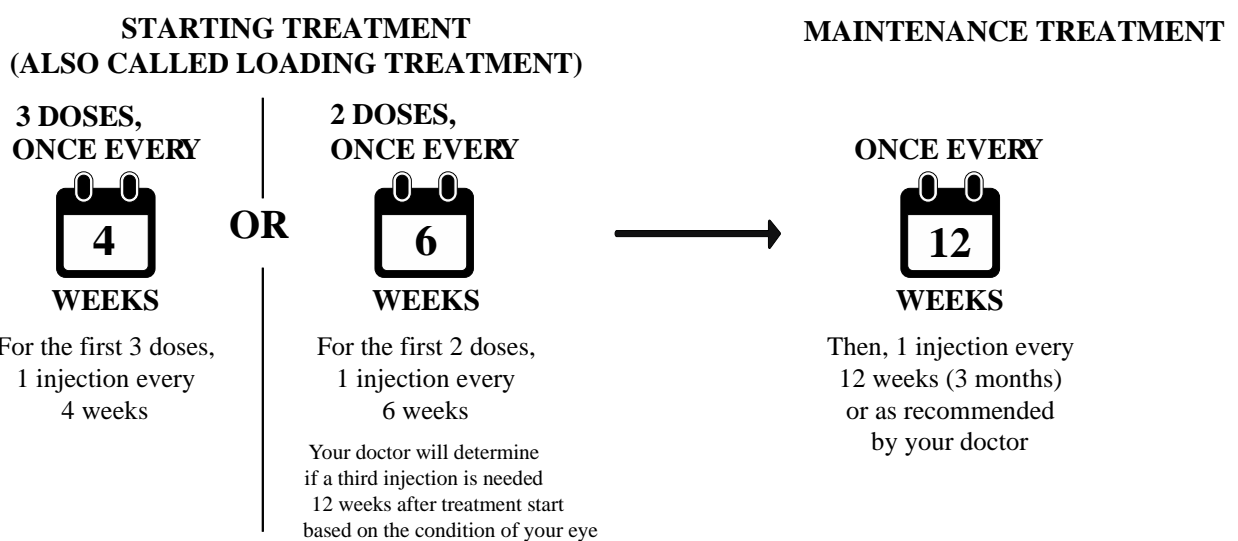 STARTING TREATMENT
(ALSO CALLED LOADING TREATMENT)
3 DOSES,
ONCE EVERY
4
WEEKS
For the first 3 doses,
1 injection every
4 weeks
OR
2 DOSES,
ONCE EVERY
6
WEEKS
For the first 2 doses,
1 injection every
6 weeks
Your doctor will determine
if a third injection is needed
12 weeks after treatment start
based on the condition of your eye
MAINTENANCE TREATMENT
ONCE EVERY
12
WEEKS
Then, 1 injection every
12 weeks (3 months)
or as recommended
by your doctor